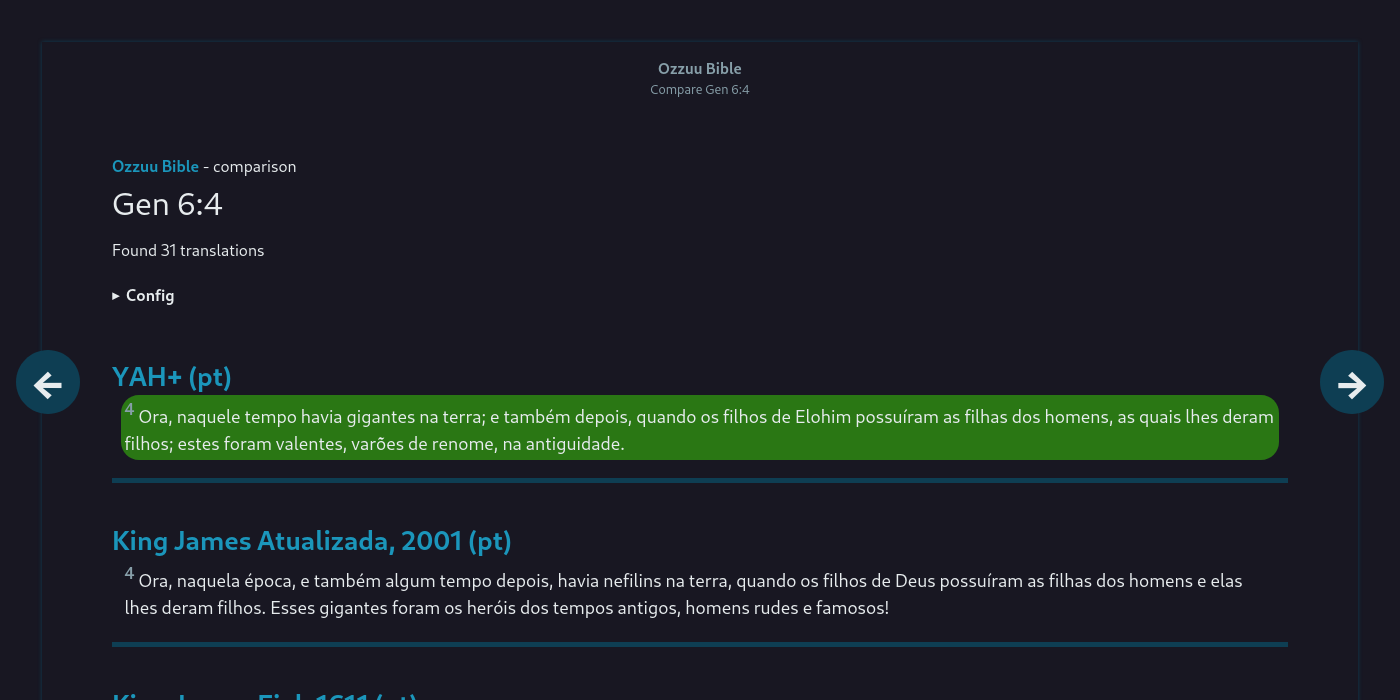 Ozzuu Bible
Compare Gen 6:4
Ozzuu Bible - comparison
Gen 6:4
Found 31 translations
▸ Config
YAH+ (pt)
4 Ora, naquele tempo havia gigantes na terra; e também depois, quando os filhos de Elohim possuíram as filhas dos homens, as quais lhes deram
filhos; estes foram valentes, varões de renome, na antiguidade.
King James Atualizada, 2001 (pt)
4 Ora, naquela época, e também algum tempo depois, havia nefilins na terra, quando os filhos de Deus possuíram as filhas dos homens e elas
lhes deram filhos. Esses gigantes foram os heróis dos tempos antigos, homens rudes e famosos!